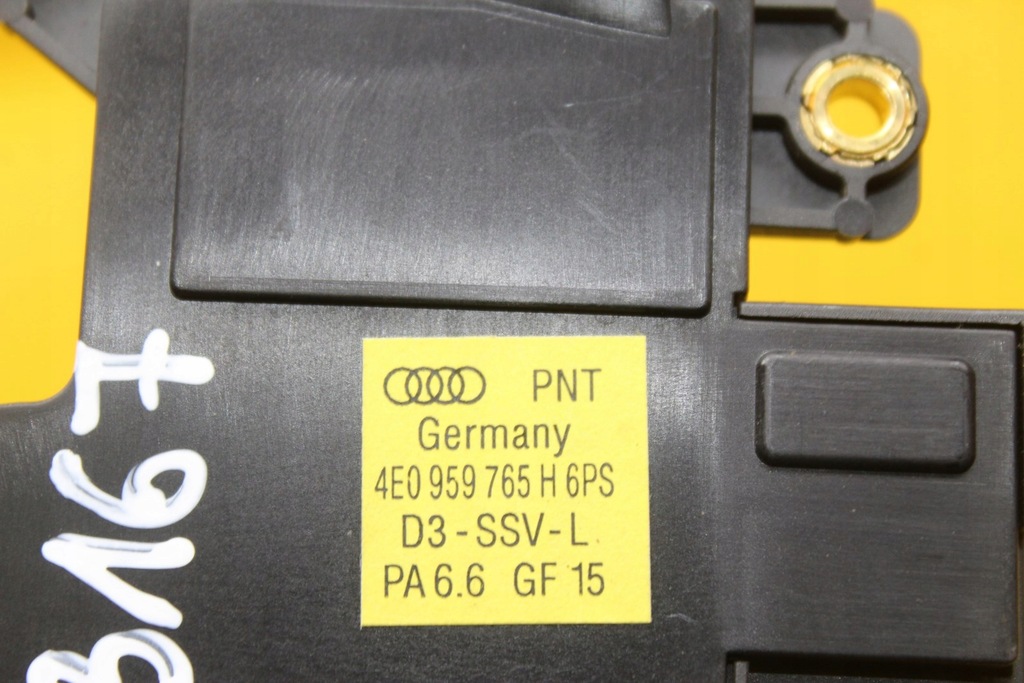 PNT
Germany
4E0 959 765 H 6PS
D3-SSV-L
PA 6.6 GF 15